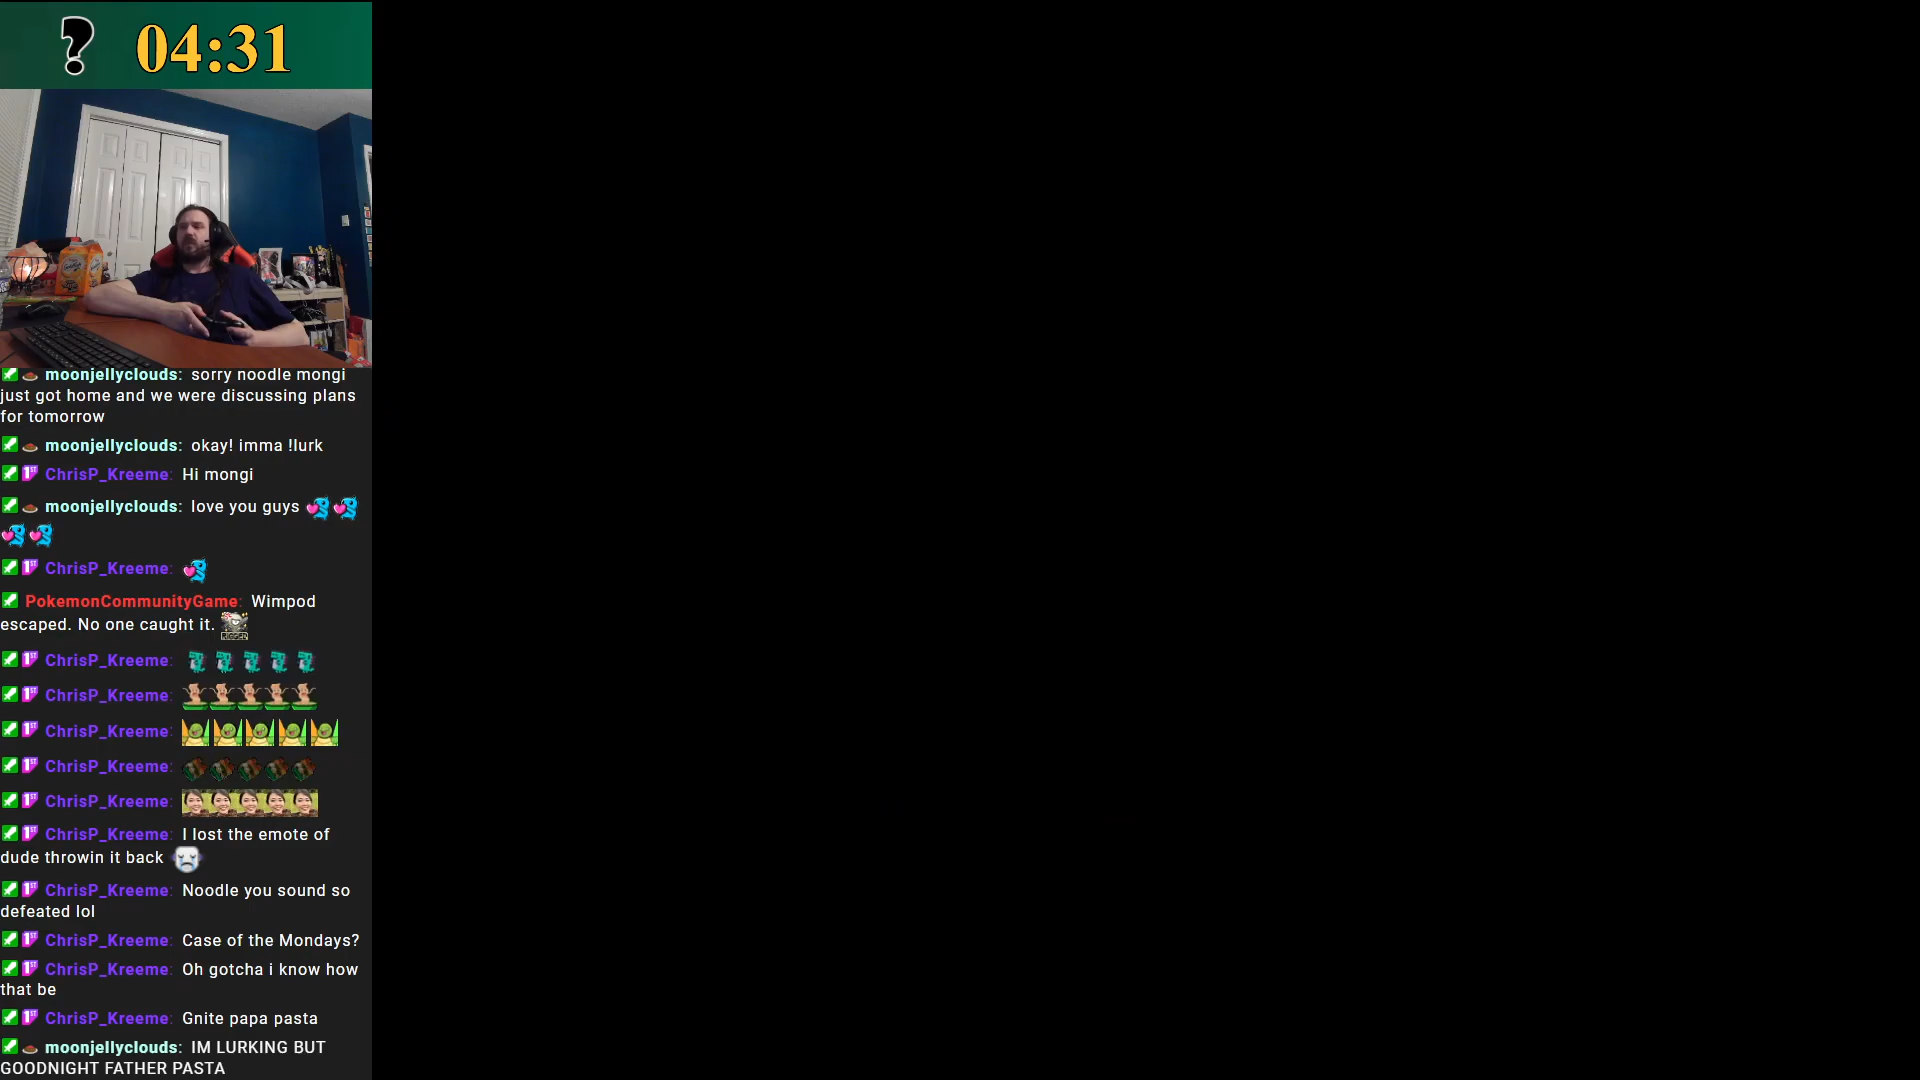 ? 04:31
moonjellyclouds: sorry noodle mongi
just got home and we were discussing plans
for tomorrow
moonjellyclouds: okay! imma !lurk
ChrisP_Kreeme: Hi mongi
moonjellyclouds: love you guys
ChrisP_Kreeme:
PokemonCommunityGame: Wimpod
escaped. No one caught it.
ChrisP_Kreeme:
ChrisP_Kreeme:
ChrisP_Kreeme:
ChrisP_Kreeme:
ChrisP_Kreeme:
ChrisP_Kreeme: I lost the emote of
dude throwin it back
ChrisP_Kreeme: Noodle you sound so
defeated lol
ChrisP_Kreeme: Case of the Mondays?
ChrisP_Kreeme: Oh gotcha i know how
that be
ChrisP_Kreeme: Gnite papa pasta
moonjellyclouds: IM LURKING BUT
GOODNIGHT FATHER PASTA